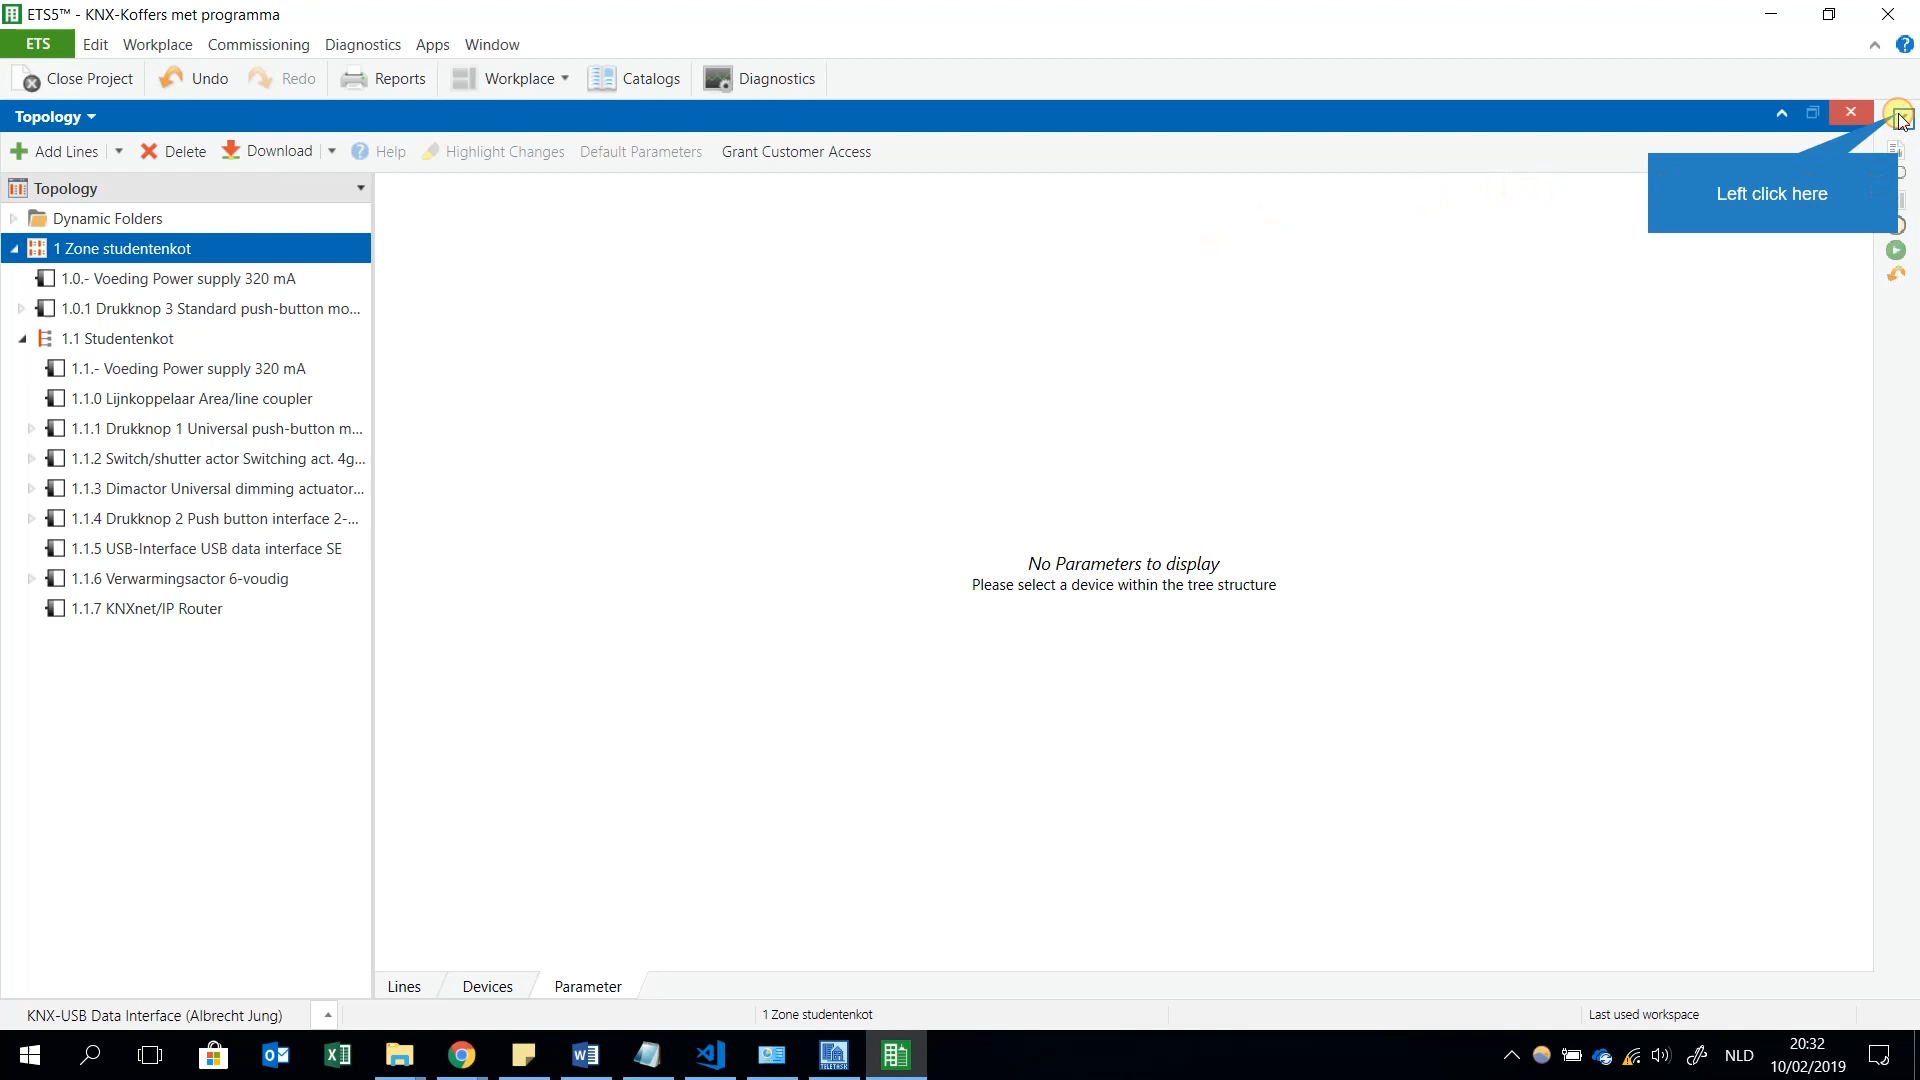 ETS5™ - KNX-Koffers met programma
ETS Edit Workplace Commissioning Diagnostics Apps Window
Close Project Undo Redo Reports Workplace Catalogs Diagnostics
Topology
Add Lines Delete Download Help Highlight Changes Default Parameters Grant Customer Access
Left click here
Topology
Dynamic Folders
1 Zone studentenkot
1.0.- Voeding Power supply 320 mA
1.0.1 Drukknop 3 Standard push-button mo...
1.1 Studentenkot
1.1.- Voeding Power supply 320 mA
1.1.0 Lijnkoppelaar Area/line coupler
1.1.1 Drukknop 1 Universal push-button m...
1.1.2 Switch/shutter actor Switching act. 4g...
1.1.3 Dimactor Universal dimming actuator...
1.1.4 Drukknop 2 Push button interface 2-...
1.1.5 USB-Interface USB data interface SE
1.1.6 Verwarmingsactor 6-voudig
1.1.7 KNXnet/IP Router
No Parameters to display
Please select a device within the tree structure
Lines Devices Parameter
KNX-USB Data Interface (Albrecht Jung) 1 Zone studentenkot Last used workspace
TELETASK
NLD
20:32
10/02/2019